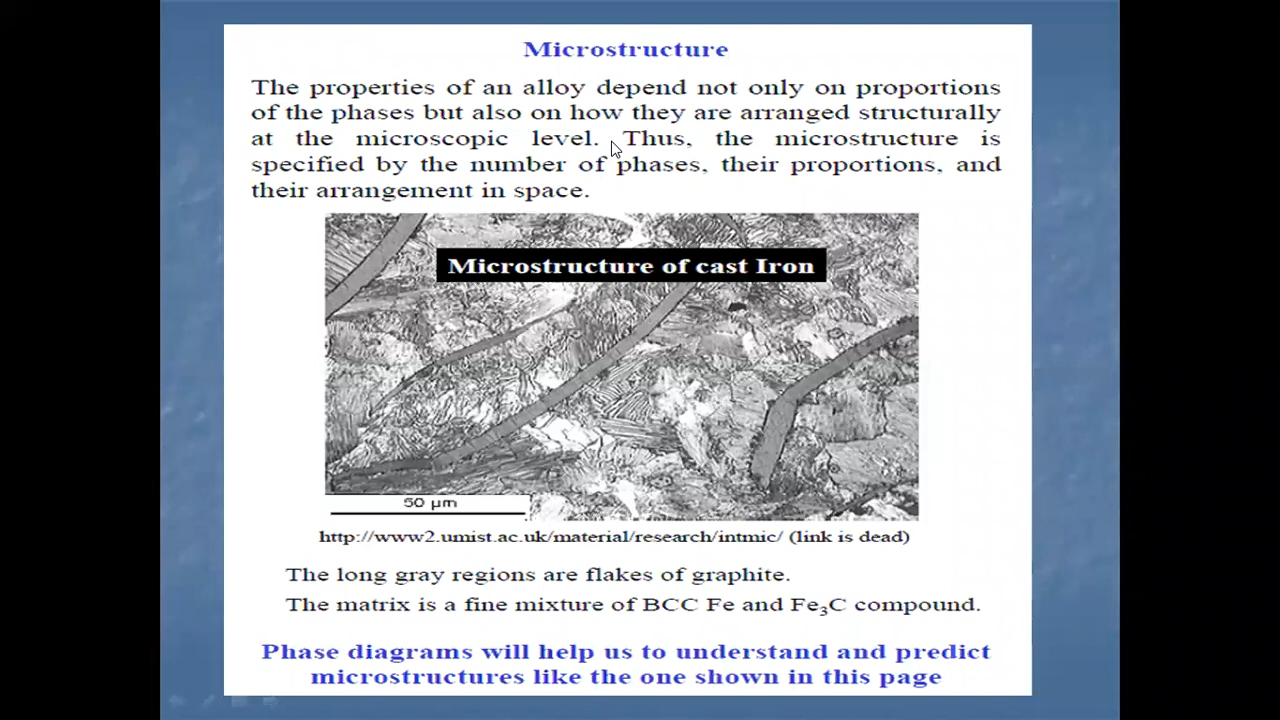 Microstructure
The properties of an alloy depend not only on proportions
of the phases but also on how they are arranged structurally
at the microscopic level. Thus, the microstructure is
specified by the number of phases, their proportions, and
their arrangement in space.
Microstructure of cast Iron
50 µm
http://www2.umist.ac.uk/material/research/intmic/ (link is dead)
The long gray regions are flakes of graphite.
The matrix is a fine mixture of BCC Fe and Fe₃C compound.
Phase diagrams will help us to understand and predict
microstructures like the one shown in this page